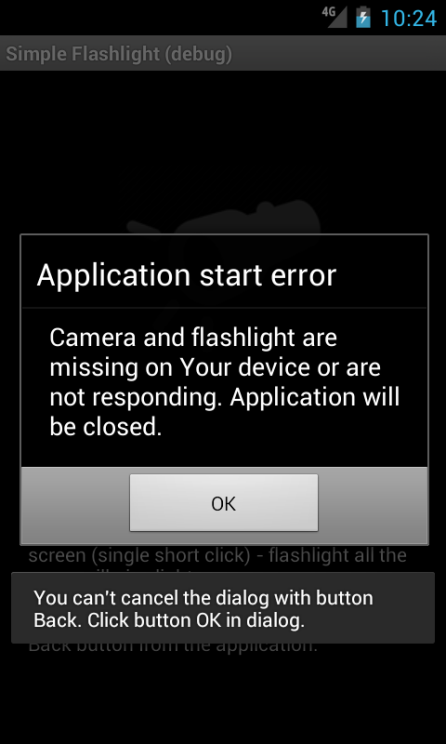 4G 10:24
Simple Flashlight (debug)
Application start error
Camera and flashlight are
missing on Your device or are
not responding. Application will
be closed.
OK
screen (single short click) - flashlight all the
You can't cancel the dialog with button
Back. Click button OK in dialog.
Back button from the application.